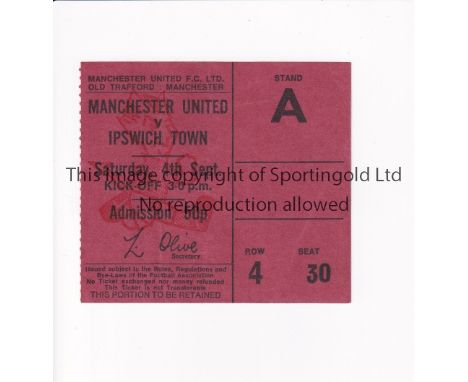 MANCHESTER UNITED F.C. LTD.
OLD TRAFFORD MANCHESTER
MANCHESTER UNITED
v
IPSWICH TOWN
Saturday, 4th Sept.
KICK-OFF 3-0 p.m.
Admission 50p
L. Olive
Secretary
Issued subject to the Rules, Regulations and
Bye-Laws of the Football Association
No Ticket exchanged nor money refunded
This Ticket is not Transferable
THIS PORTION TO BE RETAINED
STAND
A
ROW SEAT
4 30
This Image copyright of Sportingold Ltd
No reproduction allowed